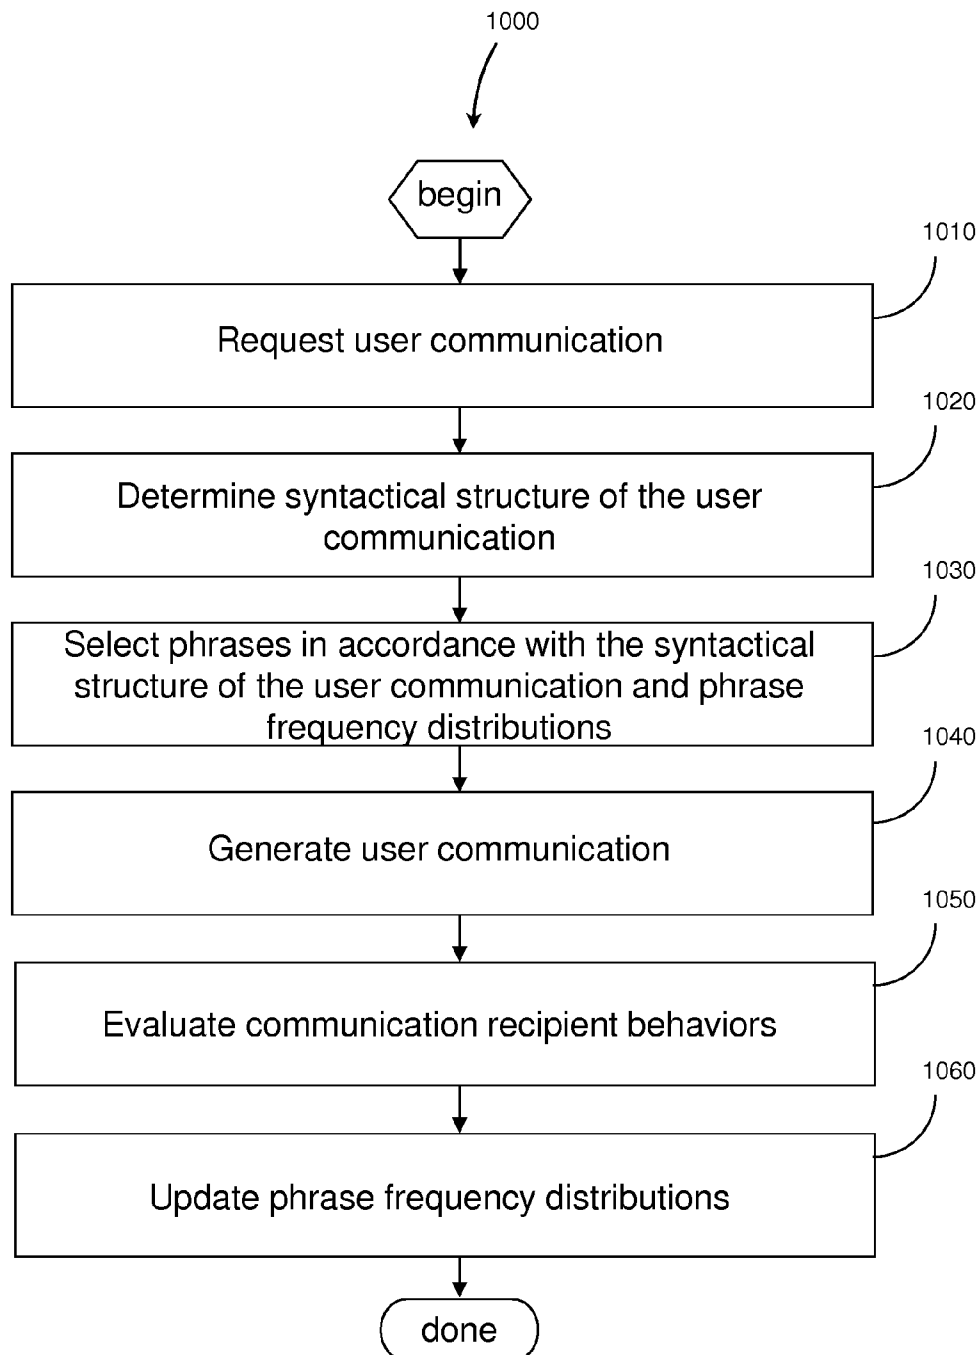 1000
begin
1010
Request user communication
1020
Determine syntactical structure of the user
communication
1030
Select phrases in accordance with the syntactical
structure of the user communication and phrase
frequency distributions
1040
Generate user communication
1050
Evaluate communication recipient behaviors
1060
Update phrase frequency distributions
done